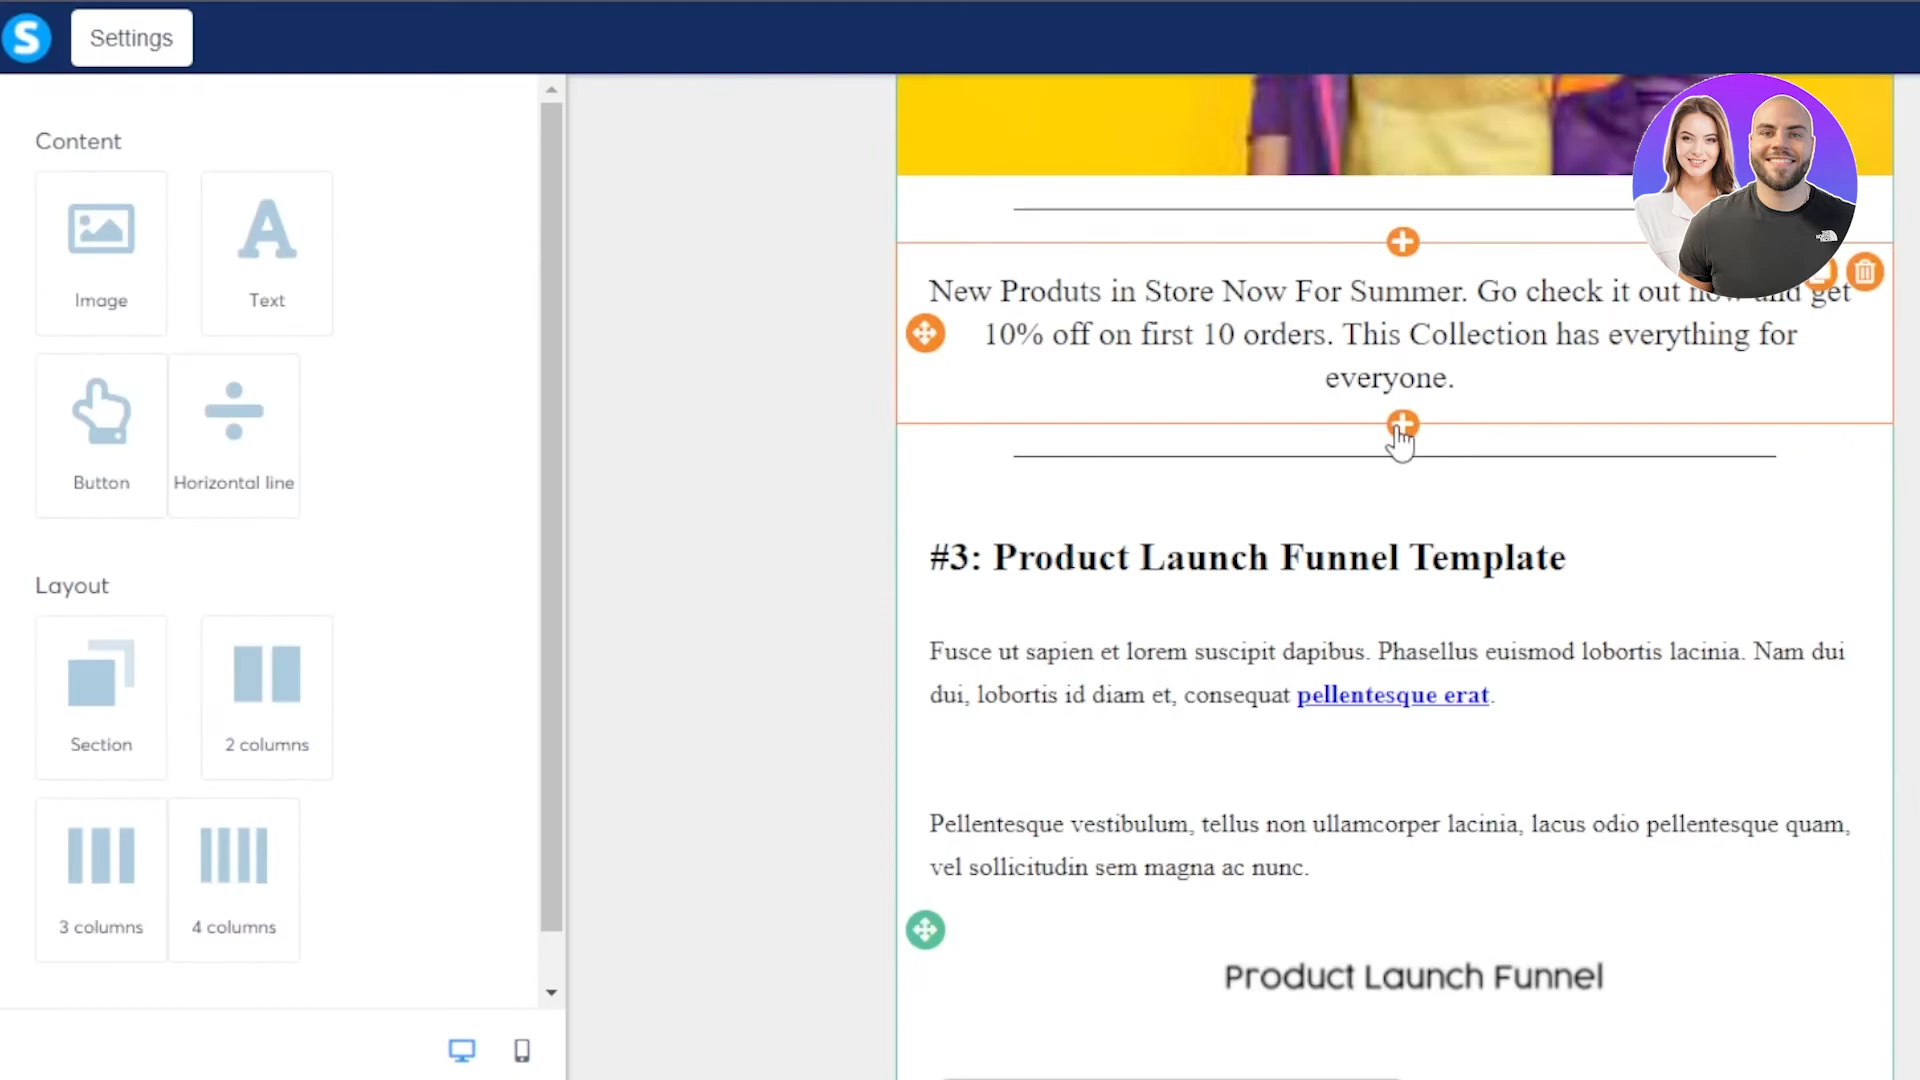 S
Settings
Content
Image
Text
Button
Horizontal line
Layout
Section
2 columns
3 columns
4 columns
New Produts in Store Now For Summer. Go check it out now and get
10% off on first 10 orders. This Collection has everything for
everyone.
#3: Product Launch Funnel Template
Fusce ut sapien et lorem suscipit dapibus. Phasellus euismod lobortis lacinia. Nam dui
dui, lobortis id diam et, consequat pellentesque erat.
Pellentesque vestibulum, tellus non ullamcorper lacinia, lacus odio pellentesque quam,
vel sollicitudin sem magna ac nunc.
Product Launch Funnel